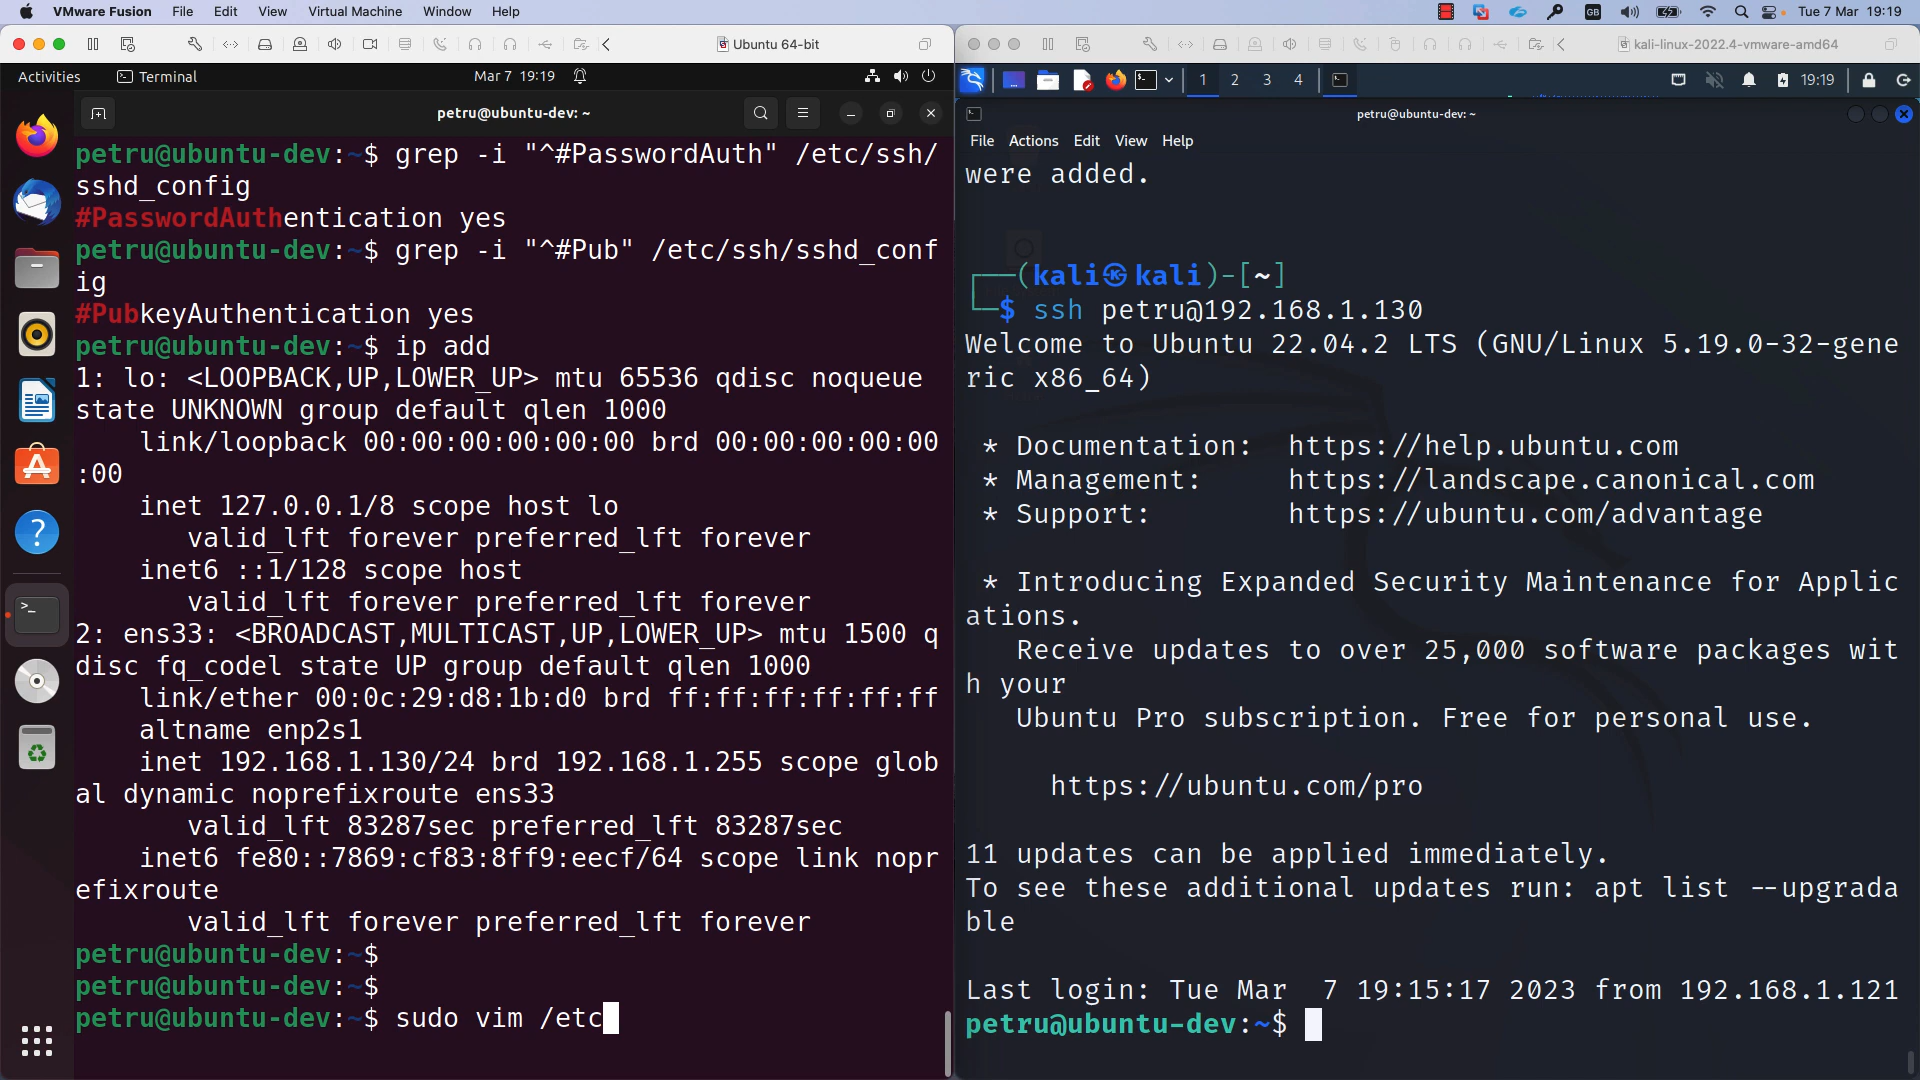 VMware Fusion File Edit View Virtual Machine Window Help
GB
Tue 7 Mar 19:19
Ubuntu 64-bit
Activities
Terminal
Mar 7 19:19
petru@ubuntu-dev: ~
petru@ubuntu-dev:~$ grep -i "^#PasswordAuth" /etc/ssh/
sshd_config
#PasswordAuthentication yes
petru@ubuntu-dev:~$ grep -i "^#Pub" /etc/ssh/sshd_conf
ig
#PubkeyAuthentication yes
petru@ubuntu-dev:~$ ip add
1: lo: <LOOPBACK,UP,LOWER_UP> mtu 65536 qdisc noqueue
state UNKNOWN group default qlen 1000
link/loopback 00:00:00:00:00:00 brd 00:00:00:00:00
:00
inet 127.0.0.1/8 scope host lo
valid_lft forever preferred_lft forever
inet6 ::1/128 scope host
valid_lft forever preferred_lft forever
2: ens33: <BROADCAST,MULTICAST,UP,LOWER_UP> mtu 1500 q
disc fq_codel state UP group default qlen 1000
link/ether 00:0c:29:d8:1b:d0 brd ff:ff:ff:ff:ff:ff
altname enp2s1
inet 192.168.1.130/24 brd 192.168.1.255 scope glob
al dynamic noprefixroute ens33
valid_lft 83287sec preferred_lft 83287sec
inet6 fe80::7869:cf83:8ff9:eecf/64 scope link nopr
efixroute
valid_lft forever preferred_lft forever
petru@ubuntu-dev:~$
petru@ubuntu-dev:~$
petru@ubuntu-dev:~$ sudo vim /etc
kali-linux-2022.4-vmware-amd64
1 2 3 4
19:19
petru@ubuntu-dev: ~
File Actions Edit View Help
were added.
┌──(kali㉿kali)-[~]
└─$ ssh petru@192.168.1.130
Welcome to Ubuntu 22.04.2 LTS (GNU/Linux 5.19.0-32-gene
ric x86_64)
* Documentation: https://help.ubuntu.com
* Management: https://landscape.canonical.com
* Support: https://ubuntu.com/advantage
* Introducing Expanded Security Maintenance for Applic
ations.
Receive updates to over 25,000 software packages wit
h your
Ubuntu Pro subscription. Free for personal use.
https://ubuntu.com/pro
11 updates can be applied immediately.
To see these additional updates run: apt list --upgrada
ble
Last login: Tue Mar  7 19:15:17 2023 from 192.168.1.121
petru@ubuntu-dev:~$